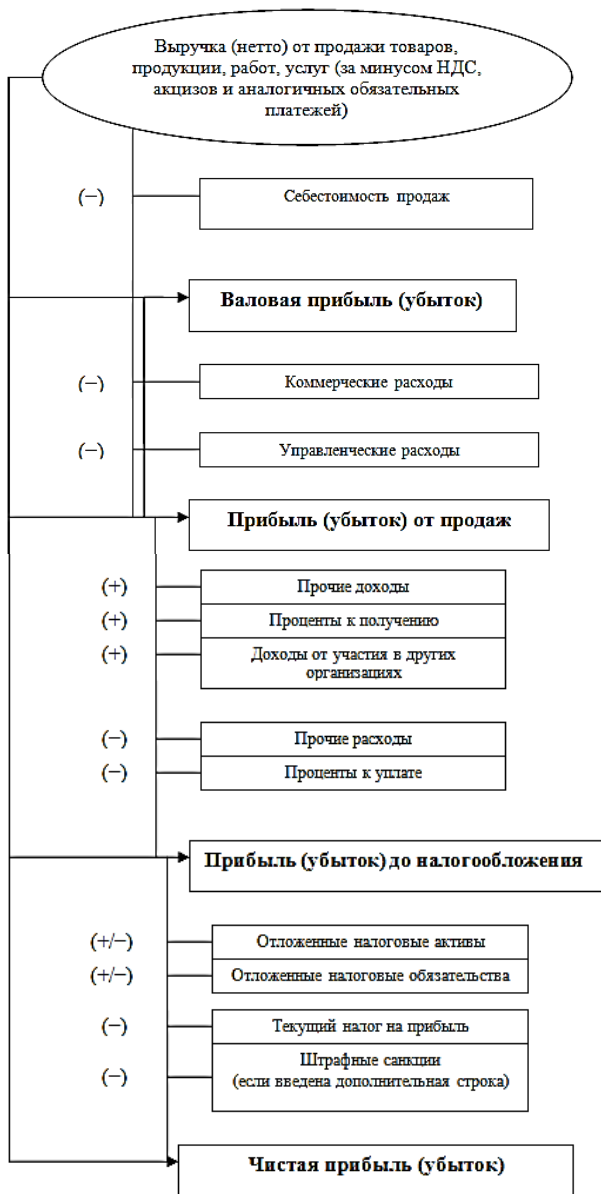 Выручка (нетто) от продажи товаров,
продукции, работ, услуг (за минусом НДС,
акцизов и аналогичных обязательных
платежей)
(−) Себестоимость продаж
Валовая прибыль (убыток)
(−) Коммерческие расходы
(−) Управленческие расходы
Прибыль (убыток) от продаж
(+) Прочие доходы
(+) Проценты к получению
(+) Доходы от участия в других
организациях
(−) Прочие расходы
(−) Проценты к уплате
Прибыль (убыток) до налогообложения
(+/−) Отложенные налоговые активы
(+/−) Отложенные налоговые обязательства
(−) Текущий налог на прибыль
Штрафные санкции
(−) (если введена дополнительная строка)
Чистая прибыль (убыток)